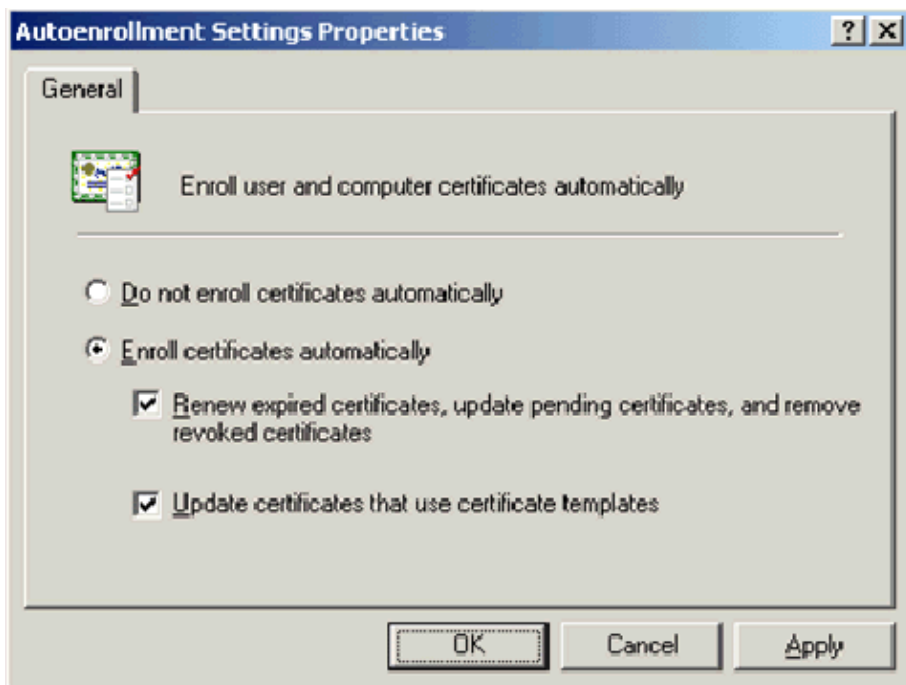 Autoenrollment Settings Properties
General
Enroll user and computer certificates automatically
Do not enroll certificates automatically
Enroll certificates automatically
Renew expired certificates, update pending certificates, and remove
revoked certificates
Update certificates that use certificate templates
OK Cancel Apply